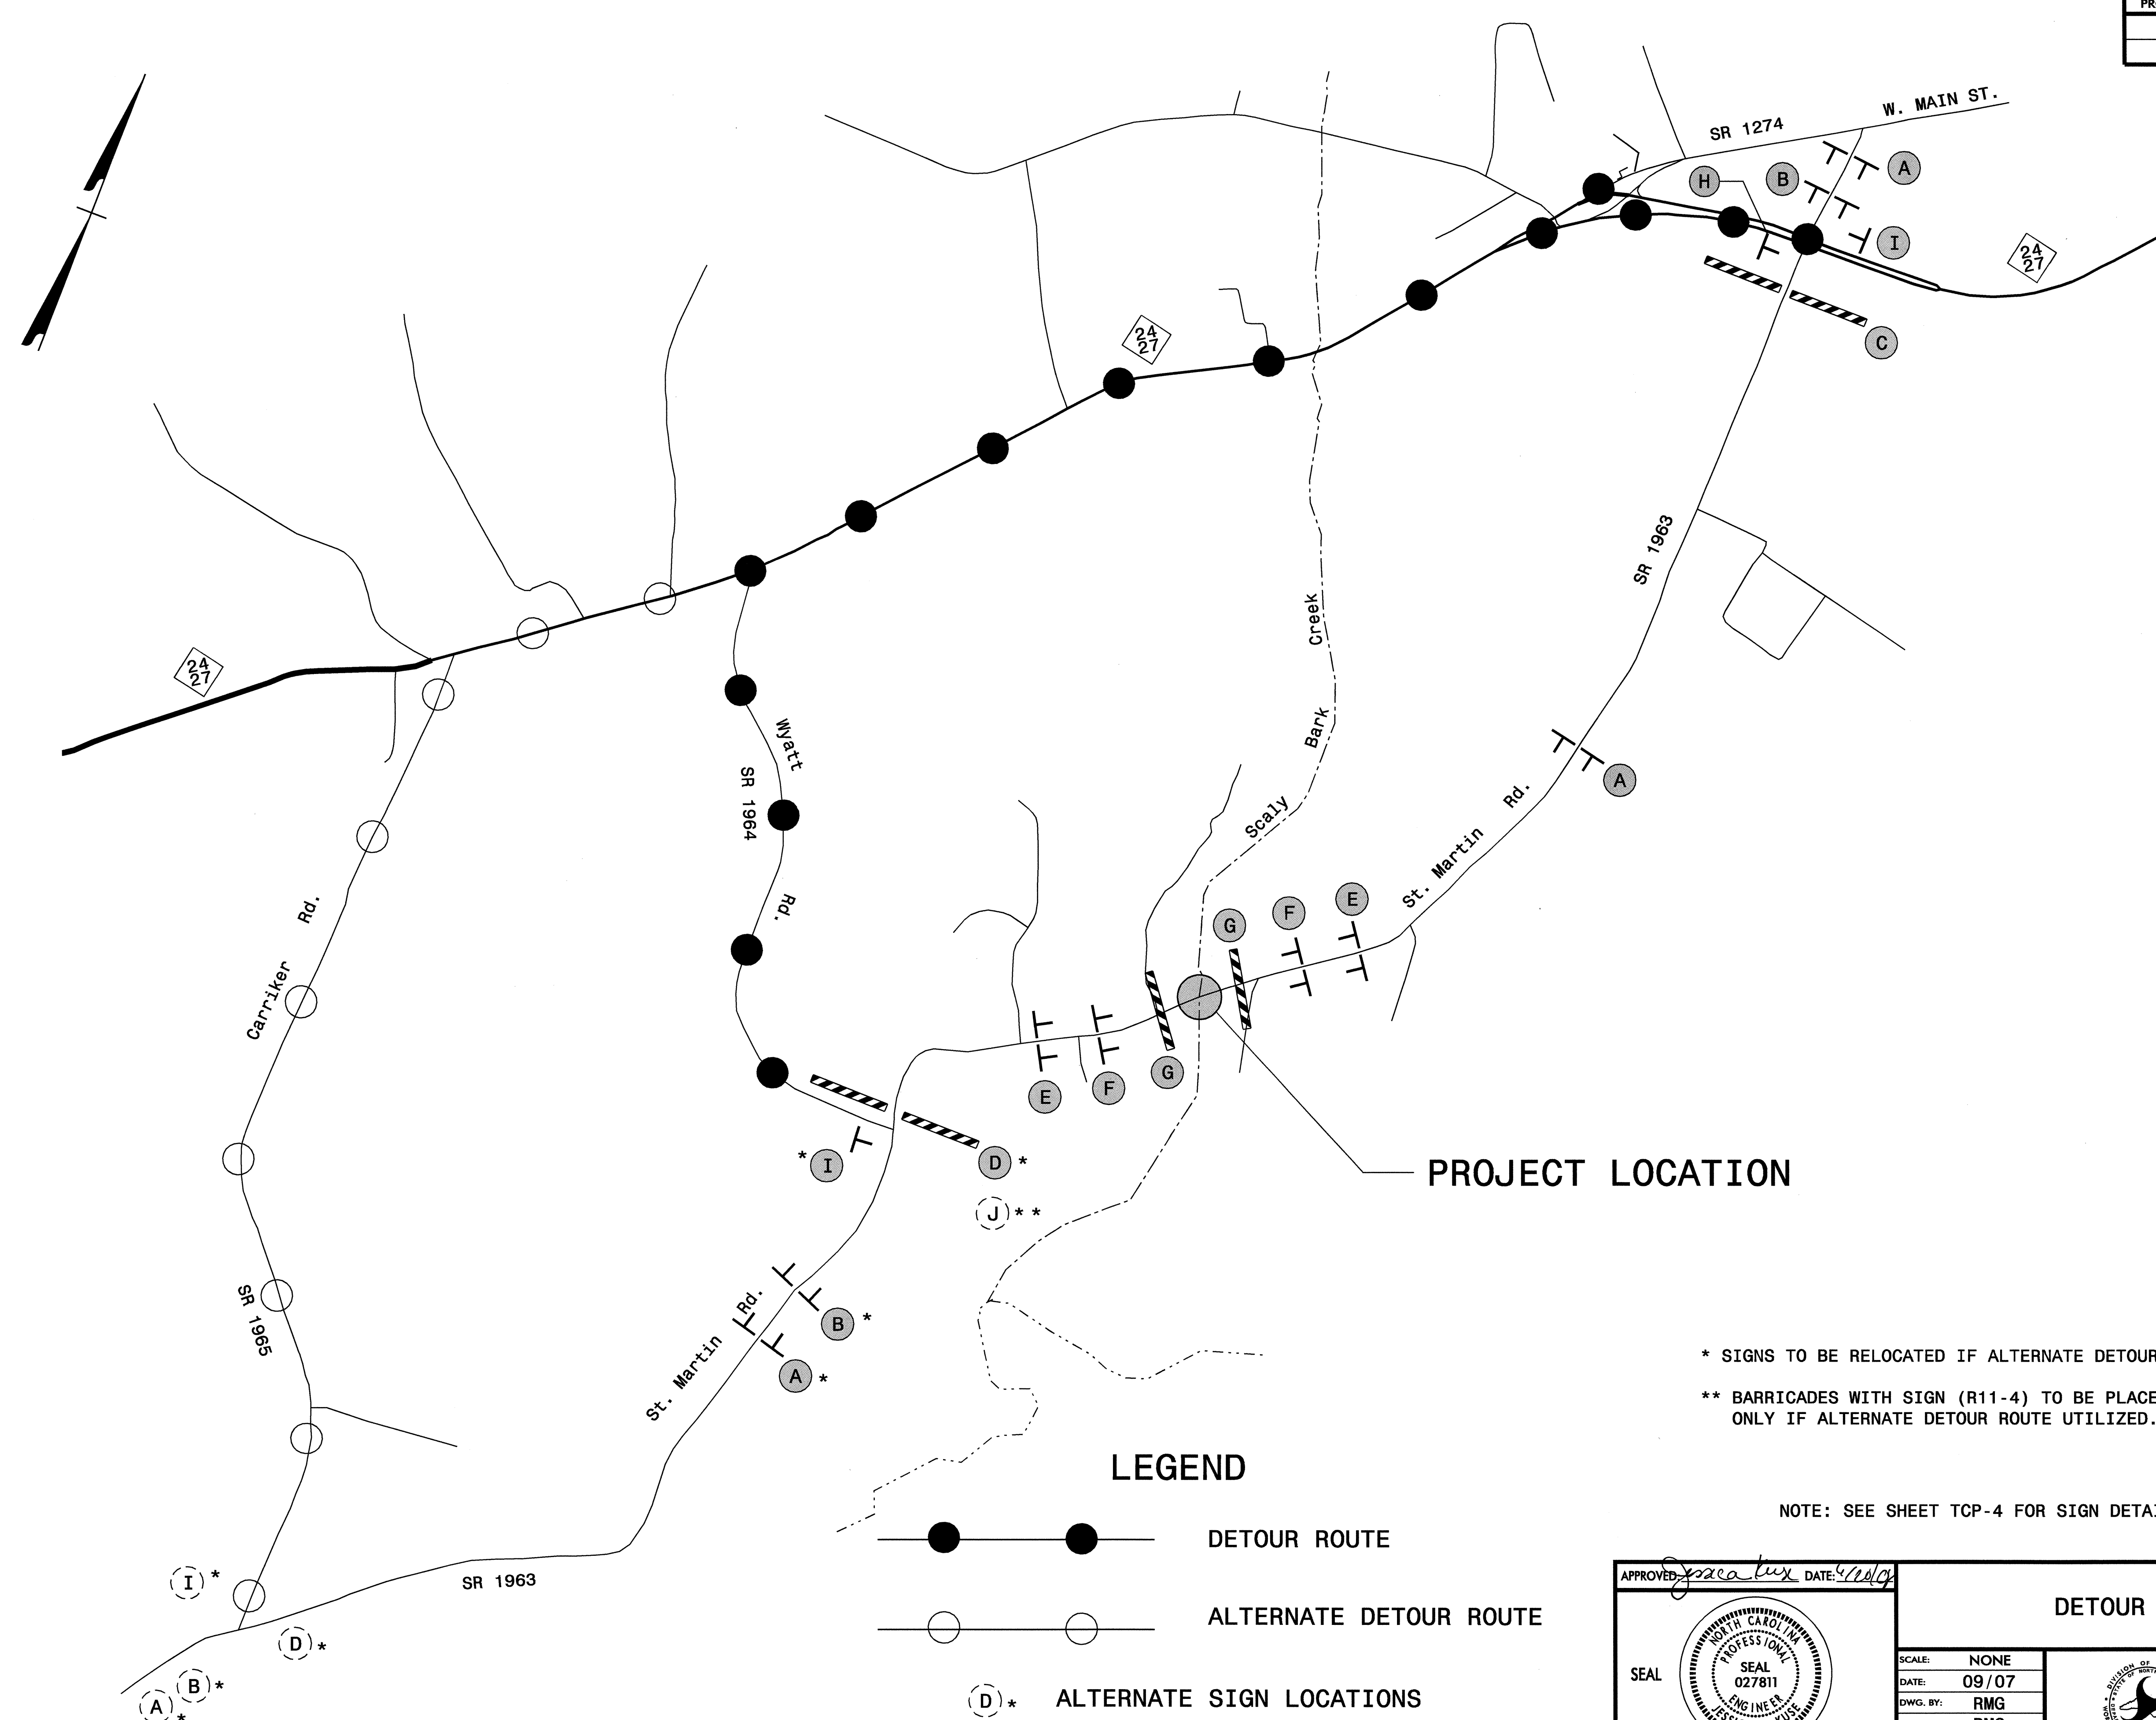 PR
W. MAIN ST.
SR 1274
A
B
H
I
24
27
C
24
27
SR 1963
24
27
Creek
Bark
Scaly
Wyatt
SR 1964
Rd.
A
St. Martin Rd.
Carriker Rd.
G
F
E
E
F
G
* I
D *
J **
PROJECT LOCATION
B *
A *
St. Martin Rd.
SR 1965
* SIGNS TO BE RELOCATED IF ALTERNATE DETOUR
** BARRICADES WITH SIGN (R11-4) TO BE PLACE
ONLY IF ALTERNATE DETOUR ROUTE UTILIZED.
LEGEND
NOTE: SEE SHEET TCP-4 FOR SIGN DETAI
DETOUR ROUTE
I *
SR 1963
D *
B *
A *
ALTERNATE DETOUR ROUTE
D * ALTERNATE SIGN LOCATIONS
APPROVED: DATE:
DETOUR
SEAL
NORTH CAROLINA
PROFESSIONAL
SEAL
027811
ENGINEER
SCALE: NONE
DATE: 09/07
DWG. BY: RMG
DIVISION OF